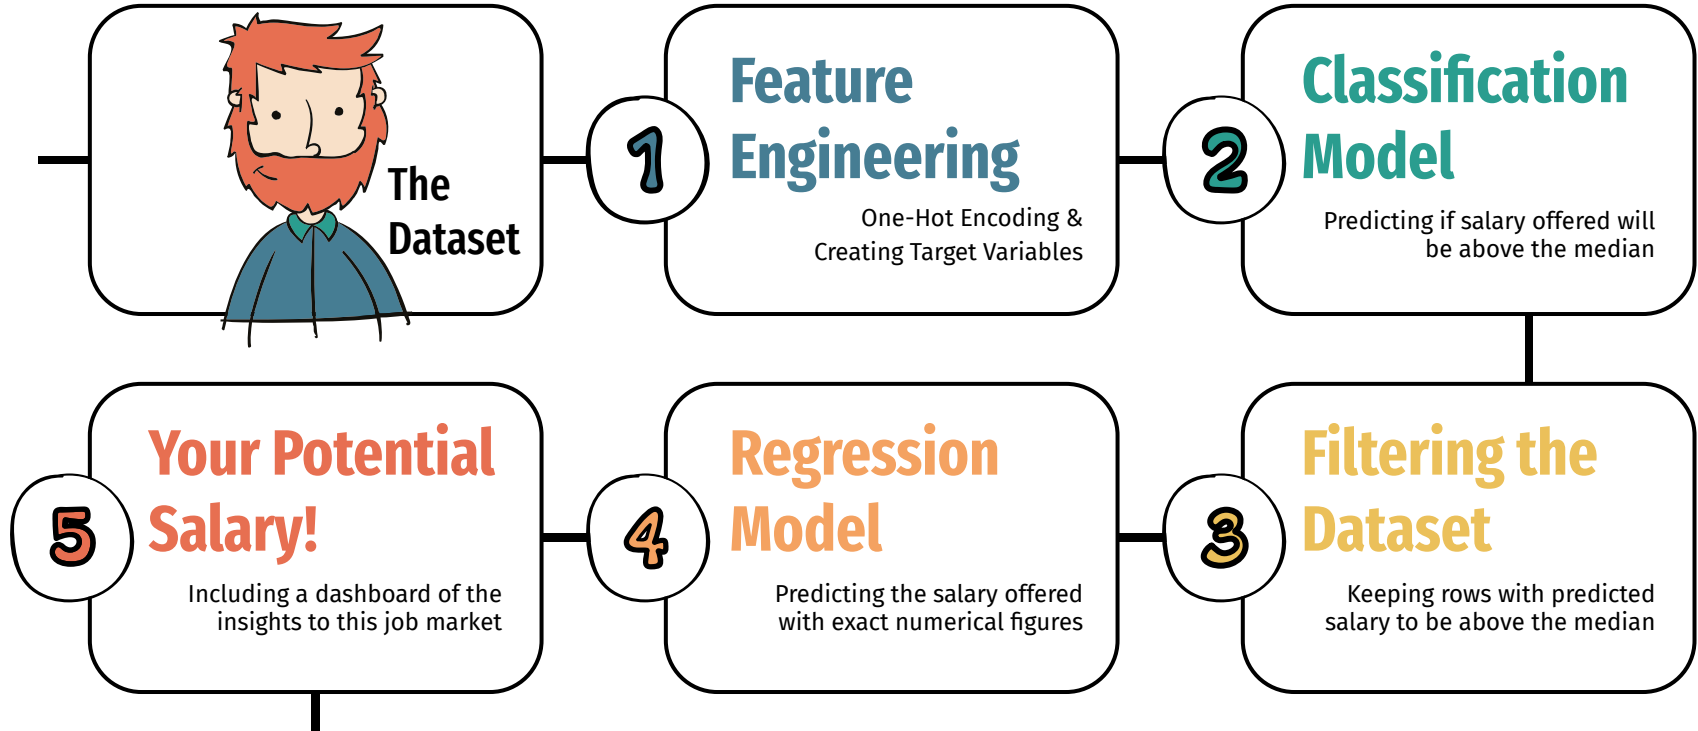 The
Dataset
1
Feature
Engineering
One-Hot Encoding &
Creating Target Variables
2
Classification
Model
Predicting if salary offered will
be above the median
3
Filtering the
Dataset
Keeping rows with predicted
salary to be above the median
4
Regression
Model
Predicting the salary offered
with exact numerical figures
5
Your Potential
Salary!
Including a dashboard of the
insights to this job market